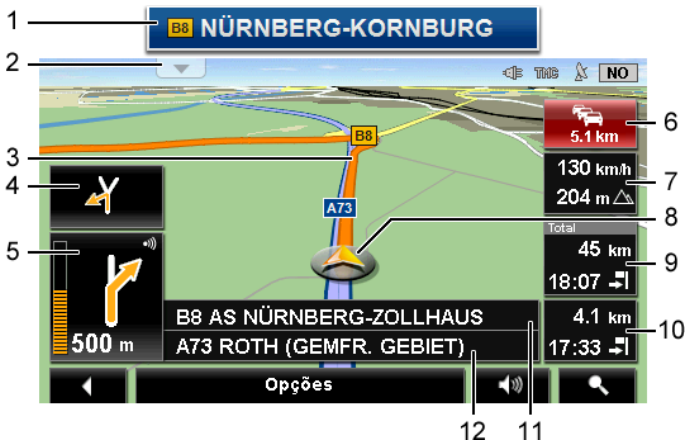 1
B8 NÜRNBERG-KORNBURG
2
TMC
NO
B8
3
5.1 km
6
130 km/h
204 m
7
4
A73
8
Total
45 km
18:07
9
5
500 m
B8 AS NÜRNBERG-ZOLLHAUS
A73 ROTH (GEMFR. GEBIET)
4.1 km
17:33
10
Opções
12
11